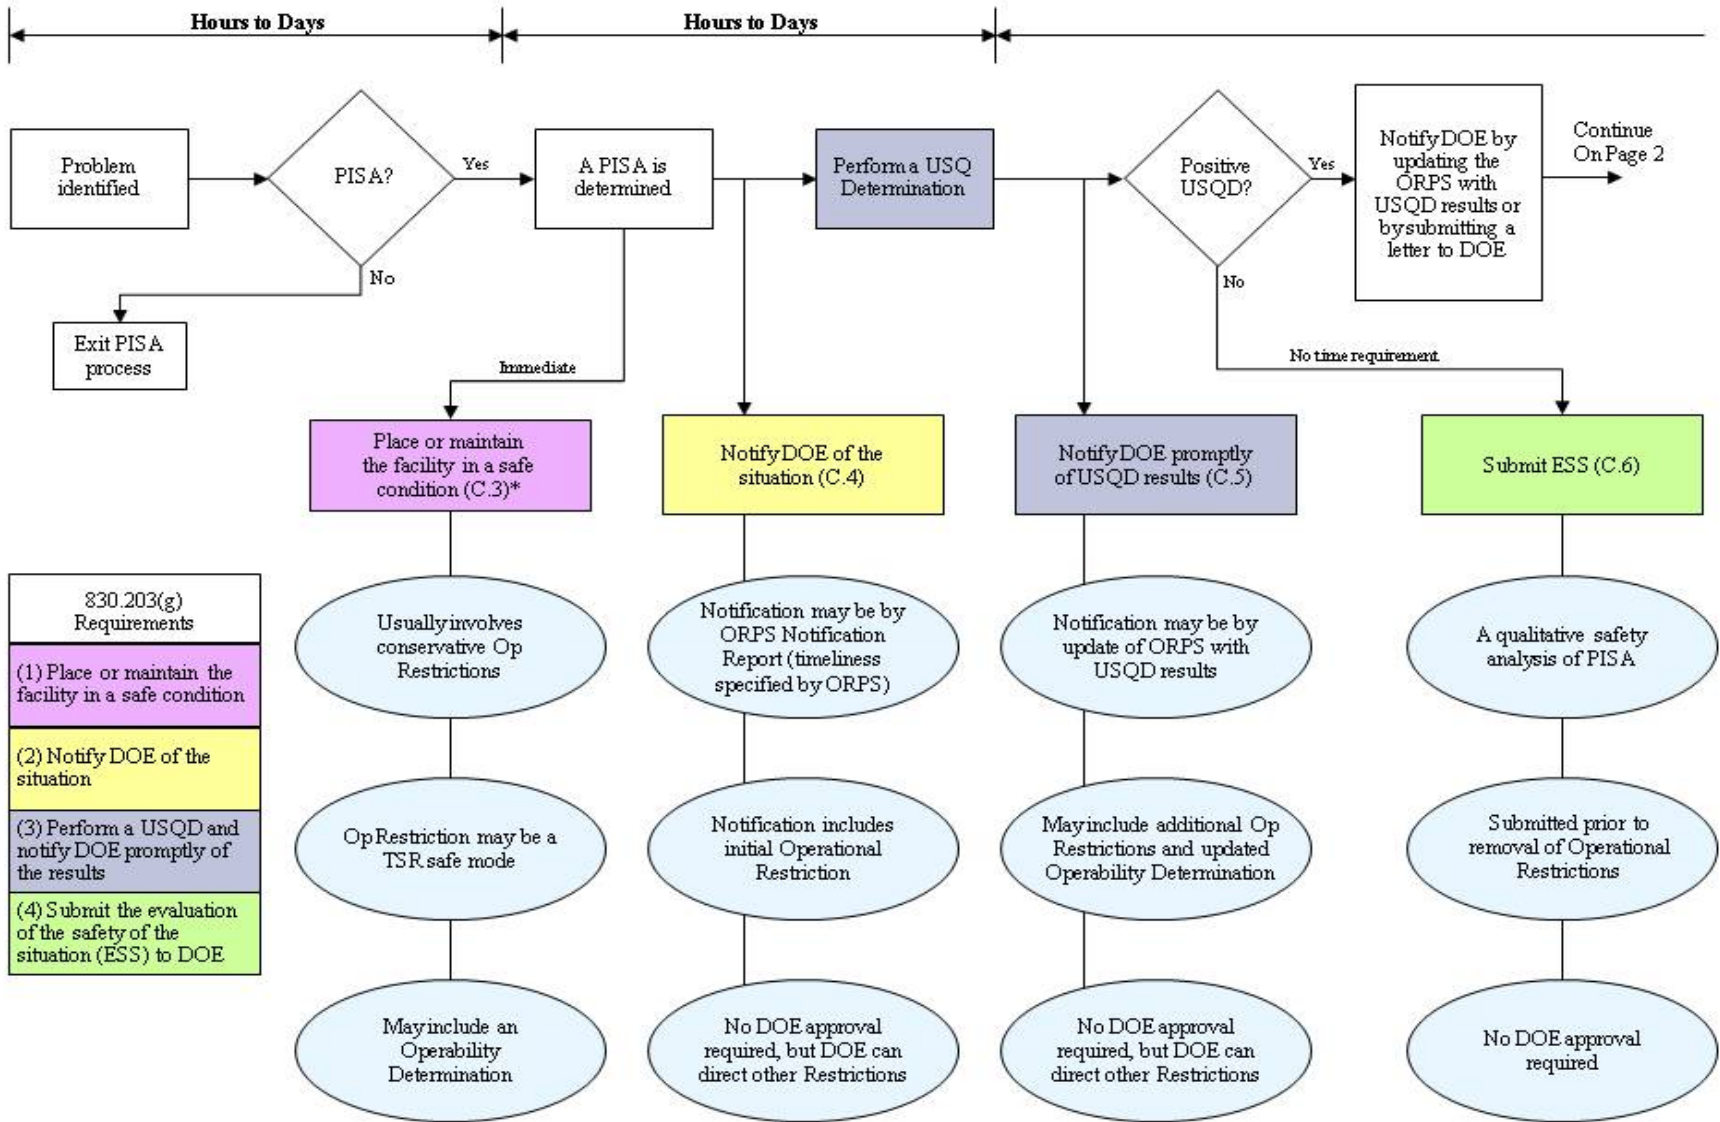 Hours to Days
Hours to Days
Problem
identified
PISA?
Yes
No
Exit PISA
process
A PISA is
determined
Immediate
Perform a USQ
Determination
Positive
USQD?
Yes
No
No time requirement
Notify DOE by
updating the
ORPS with
USQD results or
by submitting a
letter to DOE
Continue
On Page 2
Place or maintain
the facility in a safe
condition (C.3)*
Notify DOE of the
situation (C.4)
Notify DOE promptly
of USQD results (C.5)
Submit ESS (C.6)
830.203(g)
Requirements
(1) Place or maintain the
facility in a safe condition
(2) Notify DOE of the
situation
(3) Perform a USQD and
notify DOE promptly of
the results
(4) Submit the evaluation
of the safety of the
situation (ESS) to DOE
Usually involves
conservative Op
Restrictions
Notification may be by
ORPS Notification
Report (timeliness
specified by ORPS)
Notification may be by
update of ORPS with
USQD results
A qualitative safety
analysis of PISA
Op Restriction may be a
TSR safe mode
Notification includes
initial Operational
Restriction
May include additional Op
Restrictions and updated
Operability Determination
Submitted prior to
removal of Operational
Restrictions
May include an
Operability
Determination
No DOE approval
required, but DOE can
direct other Restrictions
No DOE approval
required, but DOE can
direct other Restrictions
No DOE approval
required